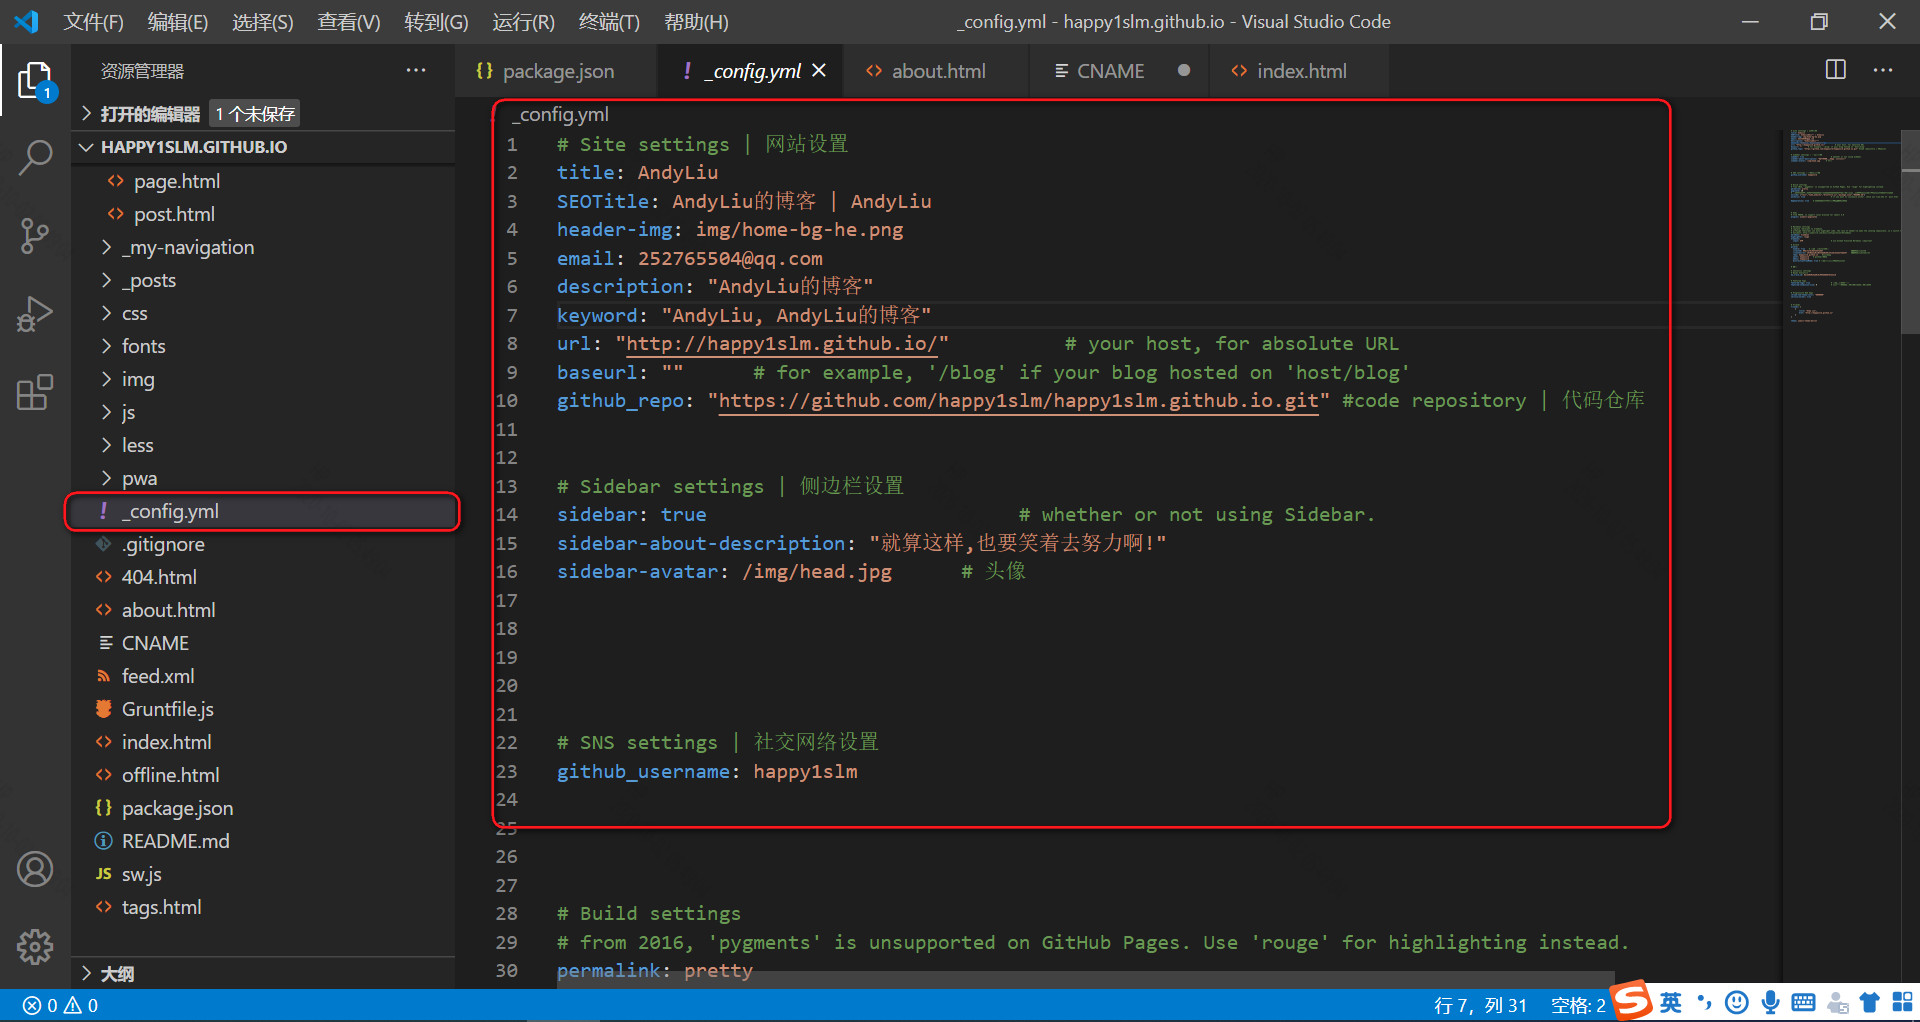 文件(F) 编辑(E) 选择(S) 查看(V) 转到(G) 运行(R) 终端(T) 帮助(H) _config.yml - happy1slm.github.io - Visual Studio Code
资源管理器 ···
1
打开的编辑器 1 个未保存
HAPPY1SLM.GITHUB.IO
page.html
post.html
_my-navigation
_posts
css
fonts
img
js
less
pwa
! _config.yml
.gitignore
404.html
about.html
CNAME
feed.xml
Gruntfile.js
index.html
offline.html
{} package.json
README.md
JS sw.js
tags.html
大纲
{} package.json ! _config.yml about.html CNAME index.html ···
_config.yml
1 # Site settings | 网站设置
2 title: AndyLiu
3 SEOTitle: AndyLiu的博客 | AndyLiu
4 header-img: img/home-bg-he.png
5 email: 252765504@qq.com
6 description: "AndyLiu的博客"
7 keyword: "AndyLiu, AndyLiu的博客"
8 url: "http://happy1slm.github.io/" # your host, for absolute URL
9 baseurl: "" # for example, '/blog' if your blog hosted on 'host/blog'
10 github_repo: "https://github.com/happy1slm/happy1slm.github.io.git" #code repository | 代码仓库
11
12
13 # Sidebar settings | 侧边栏设置
14 sidebar: true # whether or not using Sidebar.
15 sidebar-about-description: "就算这样,也要笑着去努力啊!"
16 sidebar-avatar: /img/head.jpg # 头像
17
18
19
20
21
22 # SNS settings | 社交网络设置
23 github_username: happy1slm
24
25
26
27
28 # Build settings
29 # from 2016, 'pygments' is unsupported on GitHub Pages. Use 'rouge' for highlighting instead.
30 permalink: pretty
0 0 行 7，列 31 空格: 2 英